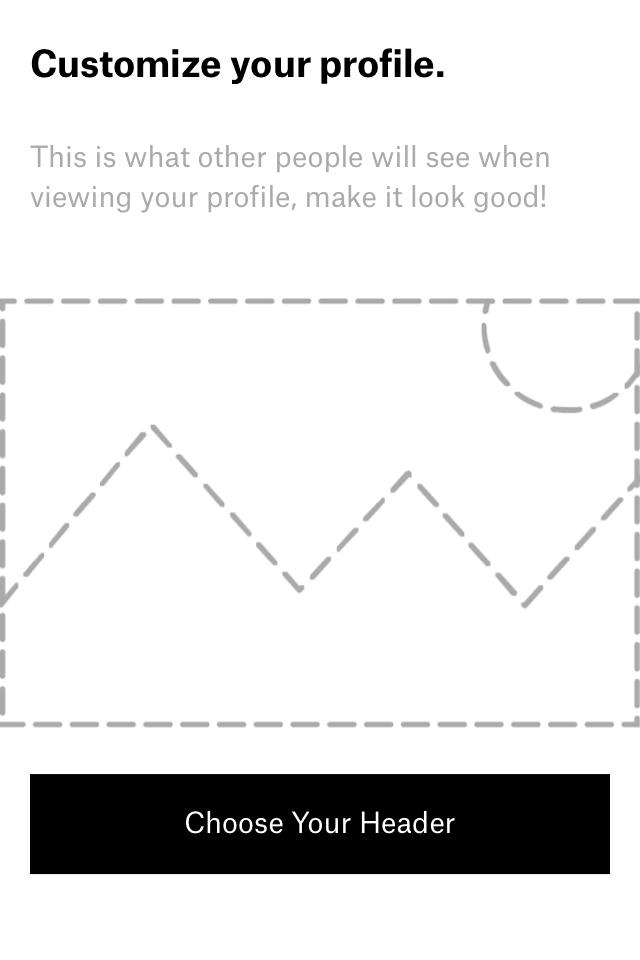 Customize your profile.
This is what other people will see when
viewing your profile, make it look good!
Choose Your Header